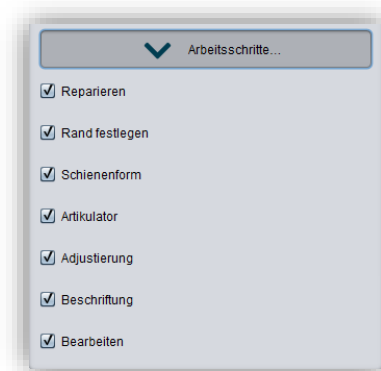 Arbeitsschritte...
Reparieren
Rand festlegen
Schienenform
Artikulator
Adjustierung
Beschriftung
Bearbeiten